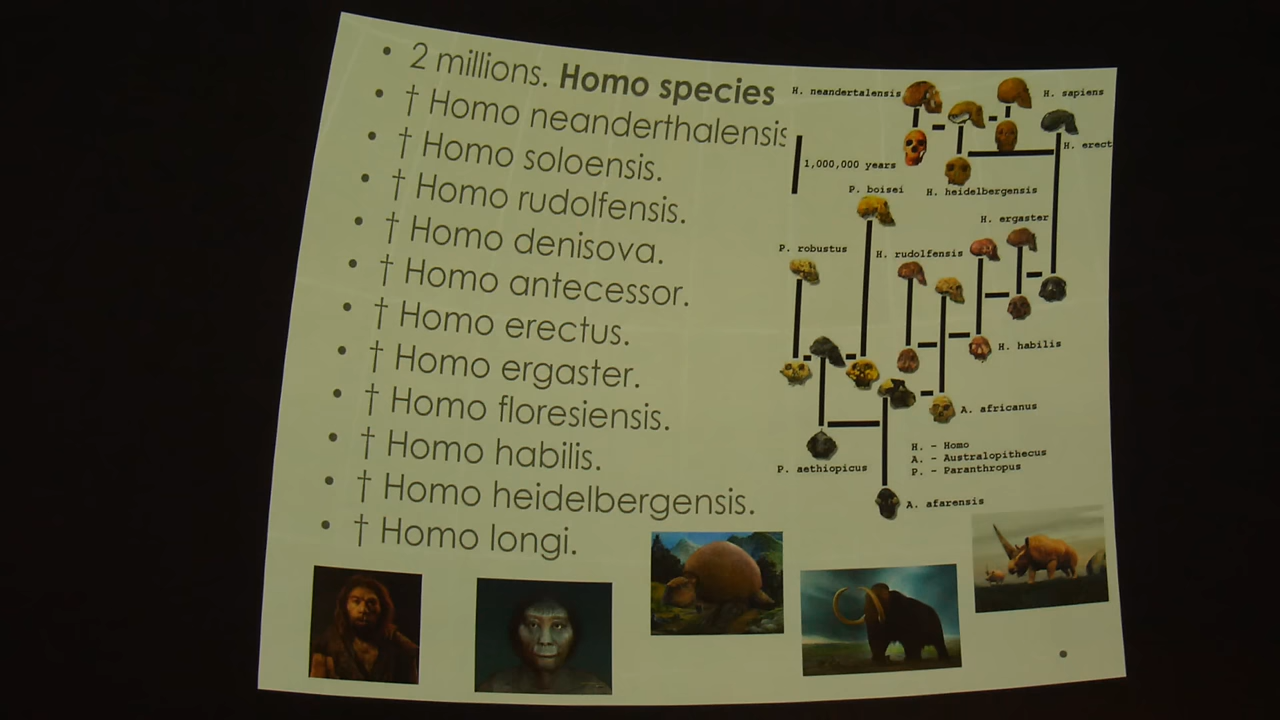 • 2 millions. Homo species
• † Homo neanderthalensis
• † Homo soloensis.
• † Homo rudolfensis.
• † Homo denisova.
• † Homo antecessor.
• † Homo erectus.
• † Homo ergaster.
• † Homo floresiensis.
• † Homo habilis.
• † Homo heidelbergensis.
• † Homo longi.
H. neandertalensis
H. sapiens
H. erect
1,000,000 years
P. boisei
H. heidelbergensis
H. ergaster
P. robustus
H. rudolfensis
H. habilis
A. africanus
H. - Homo
A. - Australopithecus
P. - Paranthropus
P. aethiopicus
A. afarensis